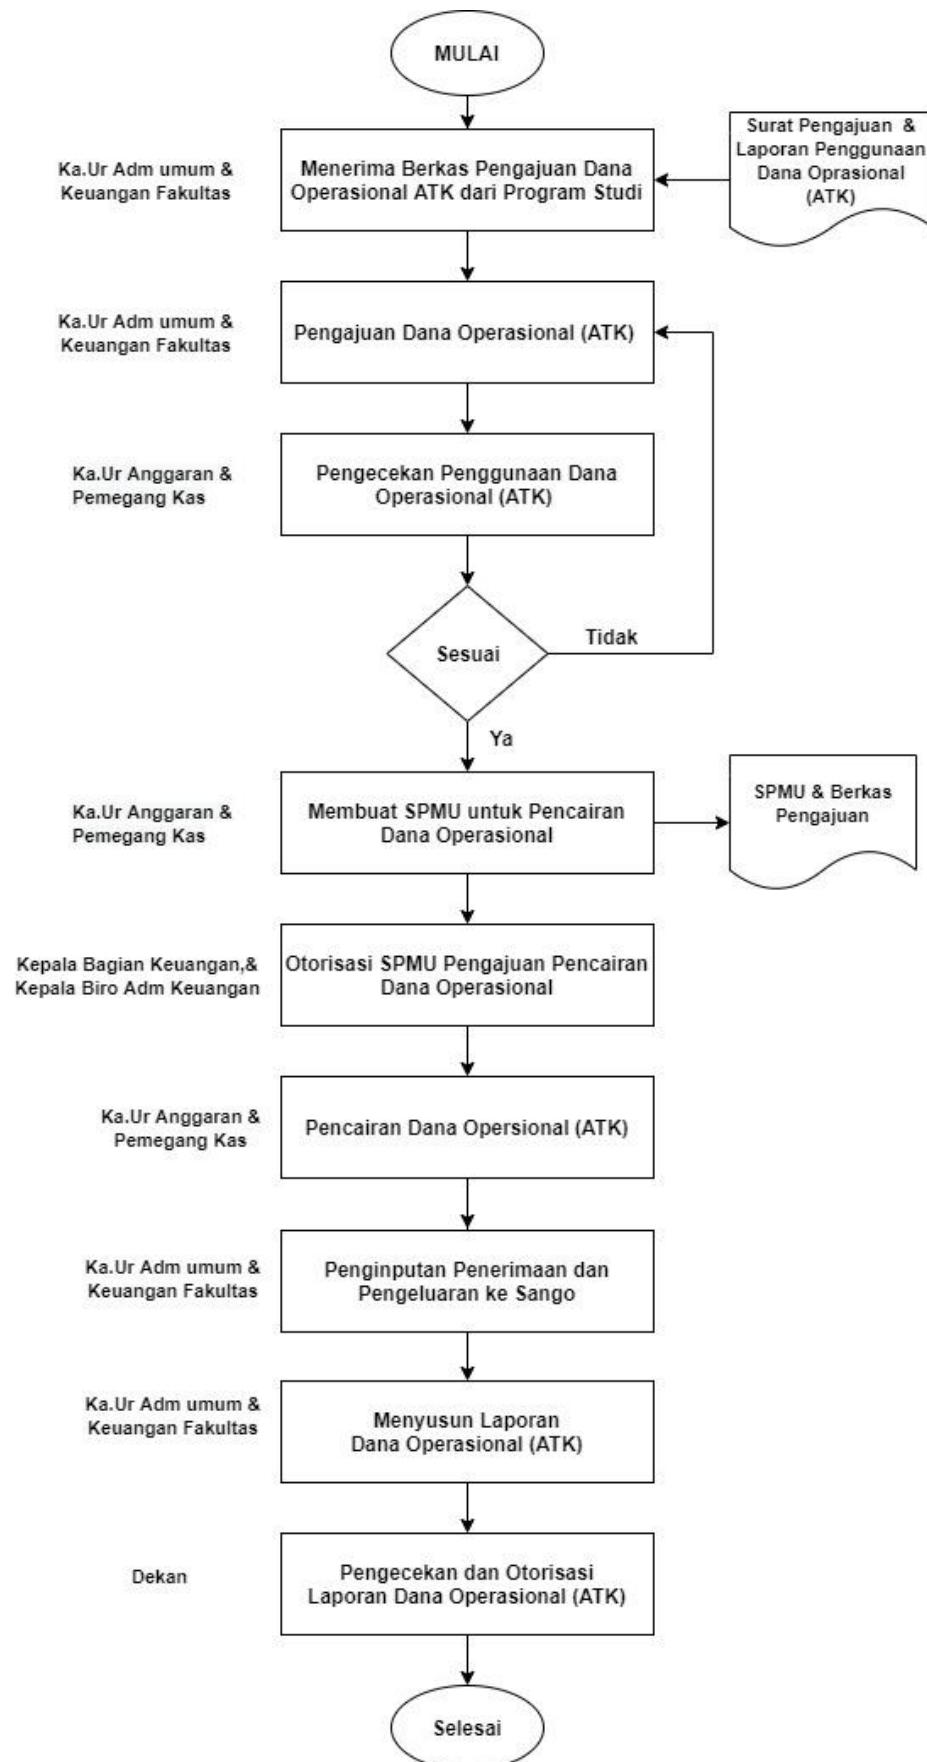 MULAI
Surat Pengajuan &
Laporan Penggunaan
Dana Oprasional
(ATK)
Ka.Ur Adm umum &
Keuangan Fakultas
Menerima Berkas Pengajuan Dana
Operasional ATK dari Program Studi
Ka.Ur Adm umum &
Keuangan Fakultas
Pengajuan Dana Operasional (ATK)
Ka.Ur Anggaran &
Pemegang Kas
Pengecekan Penggunaan Dana
Operasional (ATK)
Sesuai
Tidak
Ya
Ka.Ur Anggaran &
Pemegang Kas
Membuat SPMU untuk Pencairan
Dana Operasional
SPMU & Berkas
Pengajuan
Kepala Bagian Keuangan,&
Kepala Biro Adm Keuangan
Otorisasi SPMU Pengajuan Pencairan
Dana Operasional
Ka.Ur Anggaran &
Pemegang Kas
Pencairan Dana Opersional (ATK)
Ka.Ur Adm umum &
Keuangan Fakultas
Penginputan Penerimaan dan
Pengeluaran ke Sango
Ka.Ur Adm umum &
Keuangan Fakultas
Menyusun Laporan
Dana Operasional (ATK)
Dekan
Pengecekan dan Otorisasi
Laporan Dana Operasional (ATK)
Selesai